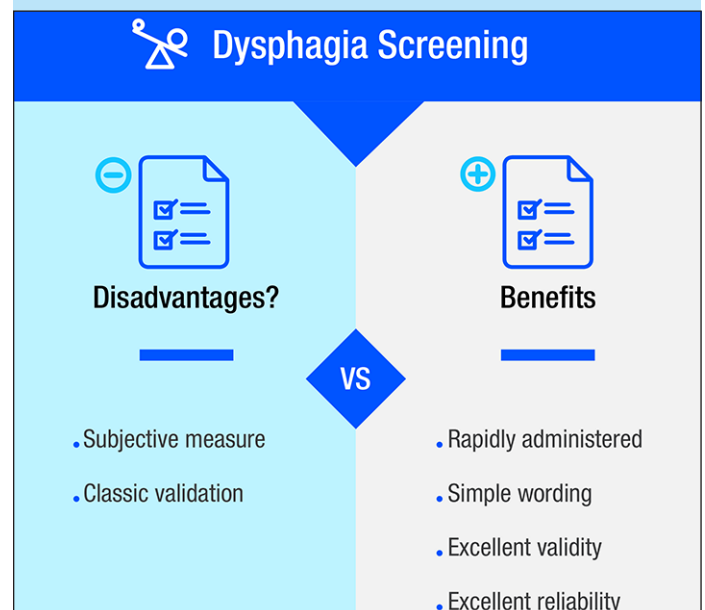 Dysphagia Screening
Disadvantages?
Benefits
VS
Subjective measure
Classic validation
Rapidly administered
Simple wording
Excellent validity
Excellent reliability